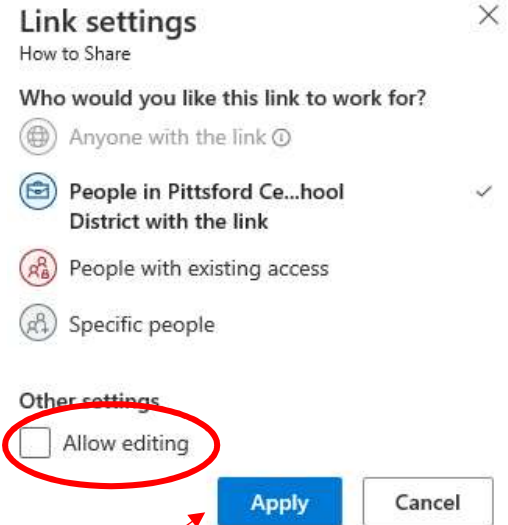 Link settings
How to Share
Who would you like this link to work for?
Anyone with the link
People in Pittsford Ce...hool
District with the link
People with existing access
Specific people
Other settings
Allow editing
Apply Cancel